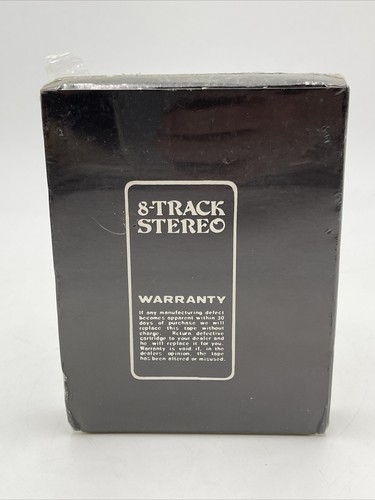 8-TRACK
STEREO
WARRANTY
If any manufacturing defect
becomes apparent within 30
days of purchase we will
replace this tape without
charge. Return defective
cartridge to your dealer and
he will replace it for you.
Warranty is void if, in the
dealers opinion, the tape
has been altered or misused.